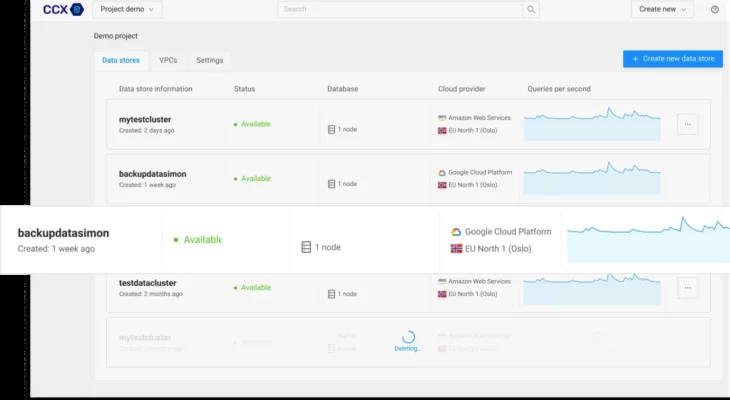 CCX
Project demo
Search
Create new
Demo project
Data stores
VPCs
Settings
+ Create new data store
Data store information
Status
Database
Cloud provider
Queries per second
mytestcluster
Created: 2 days ago
Available
1 node
Amazon Web Services
EU North 1 (Oslo)
backupdatasimon
Created: 1 week ago
Available
1 node
Google Cloud Platform
EU North 1 (Oslo)
backupdatasimon
Created: 1 week ago
Available
1 node
Google Cloud Platform
EU North 1 (Oslo)
testdatacluster
Created: 2 months ago
Available
1 node
Amazon Web Services
EU North 1 (Oslo)
mytestcluster
Deleting...
Amazon Web Services
EU North 1 (Oslo)